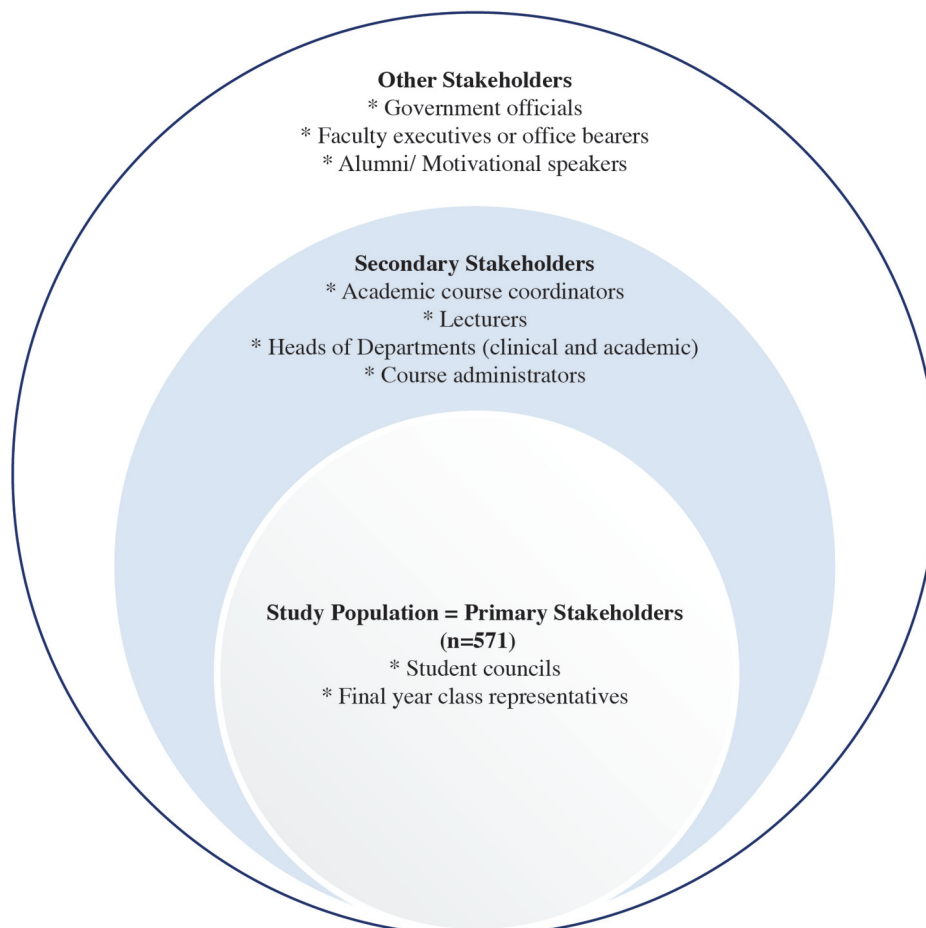 Other Stakeholders
* Government officials
* Faculty executives or office bearers
* Alumni/ Motivational speakers
Secondary Stakeholders
* Academic course coordinators
* Lecturers
* Heads of Departments (clinical and academic)
* Course administrators
Study Population = Primary Stakeholders
(n=571)
* Student councils
* Final year class representatives